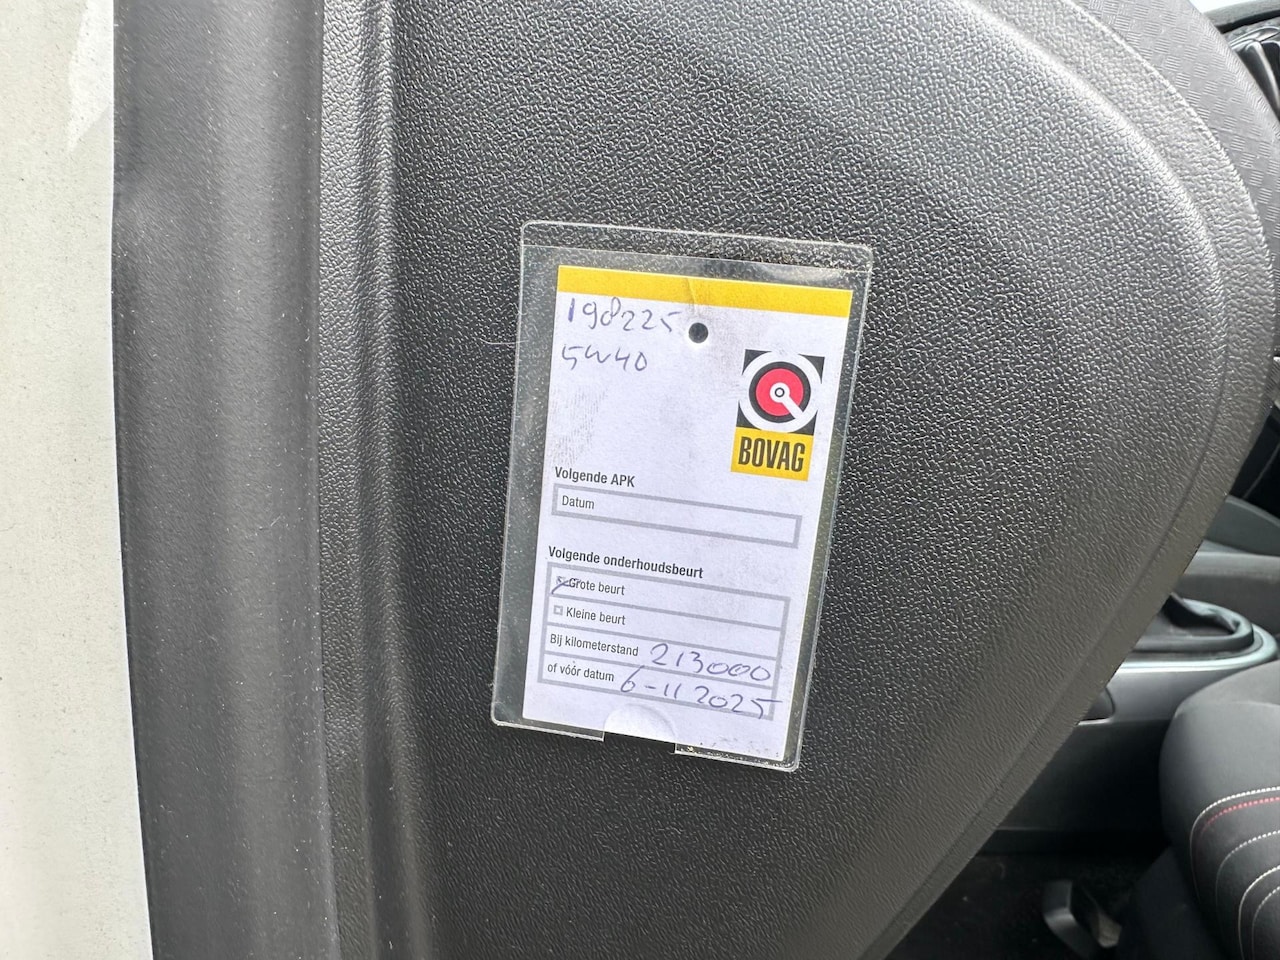 198225
5W40
BOVAG
Volgende APK
Datum
Volgende onderhoudsbeurt
Grote beurt
Kleine beurt
Bij kilometerstand 213000
of vóór datum 6-11 2025